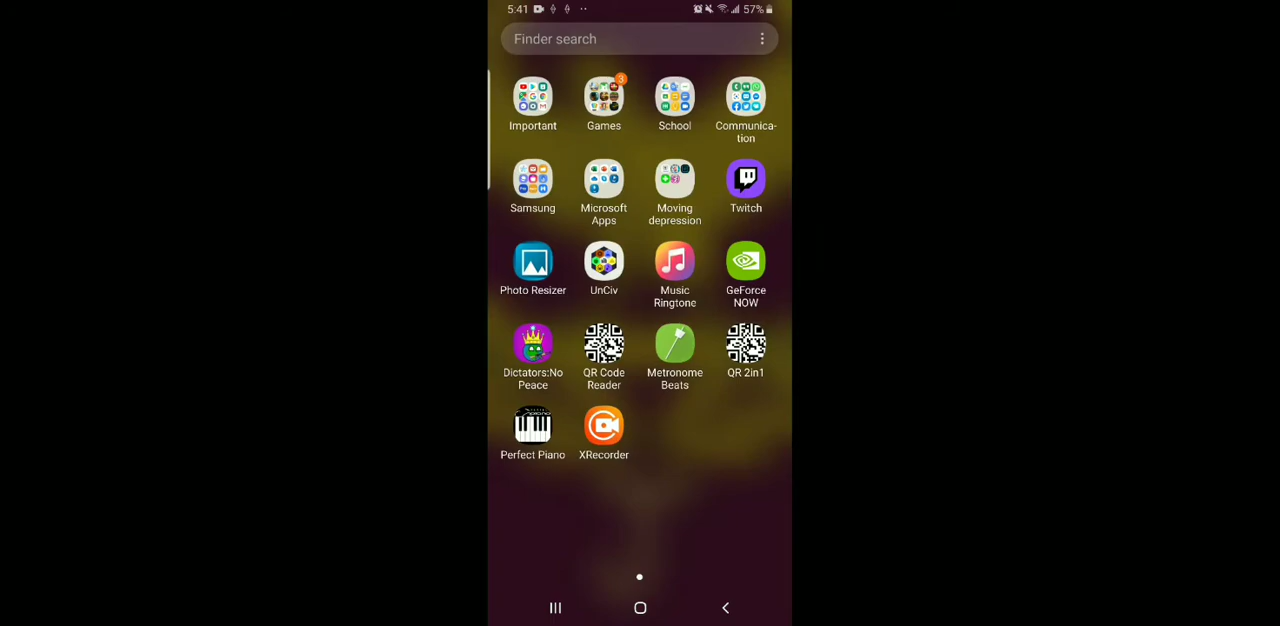 5:41 57%
Finder search
Important Games School Communica-
tion
3
Samsung Microsoft Moving Twitch
Apps depression
Photo Resizer UnCiv Music GeForce
Ringtone NOW
Dictators:No QR Code Metronome QR 2in1
Peace Reader Beats
Perfect Piano XRecorder